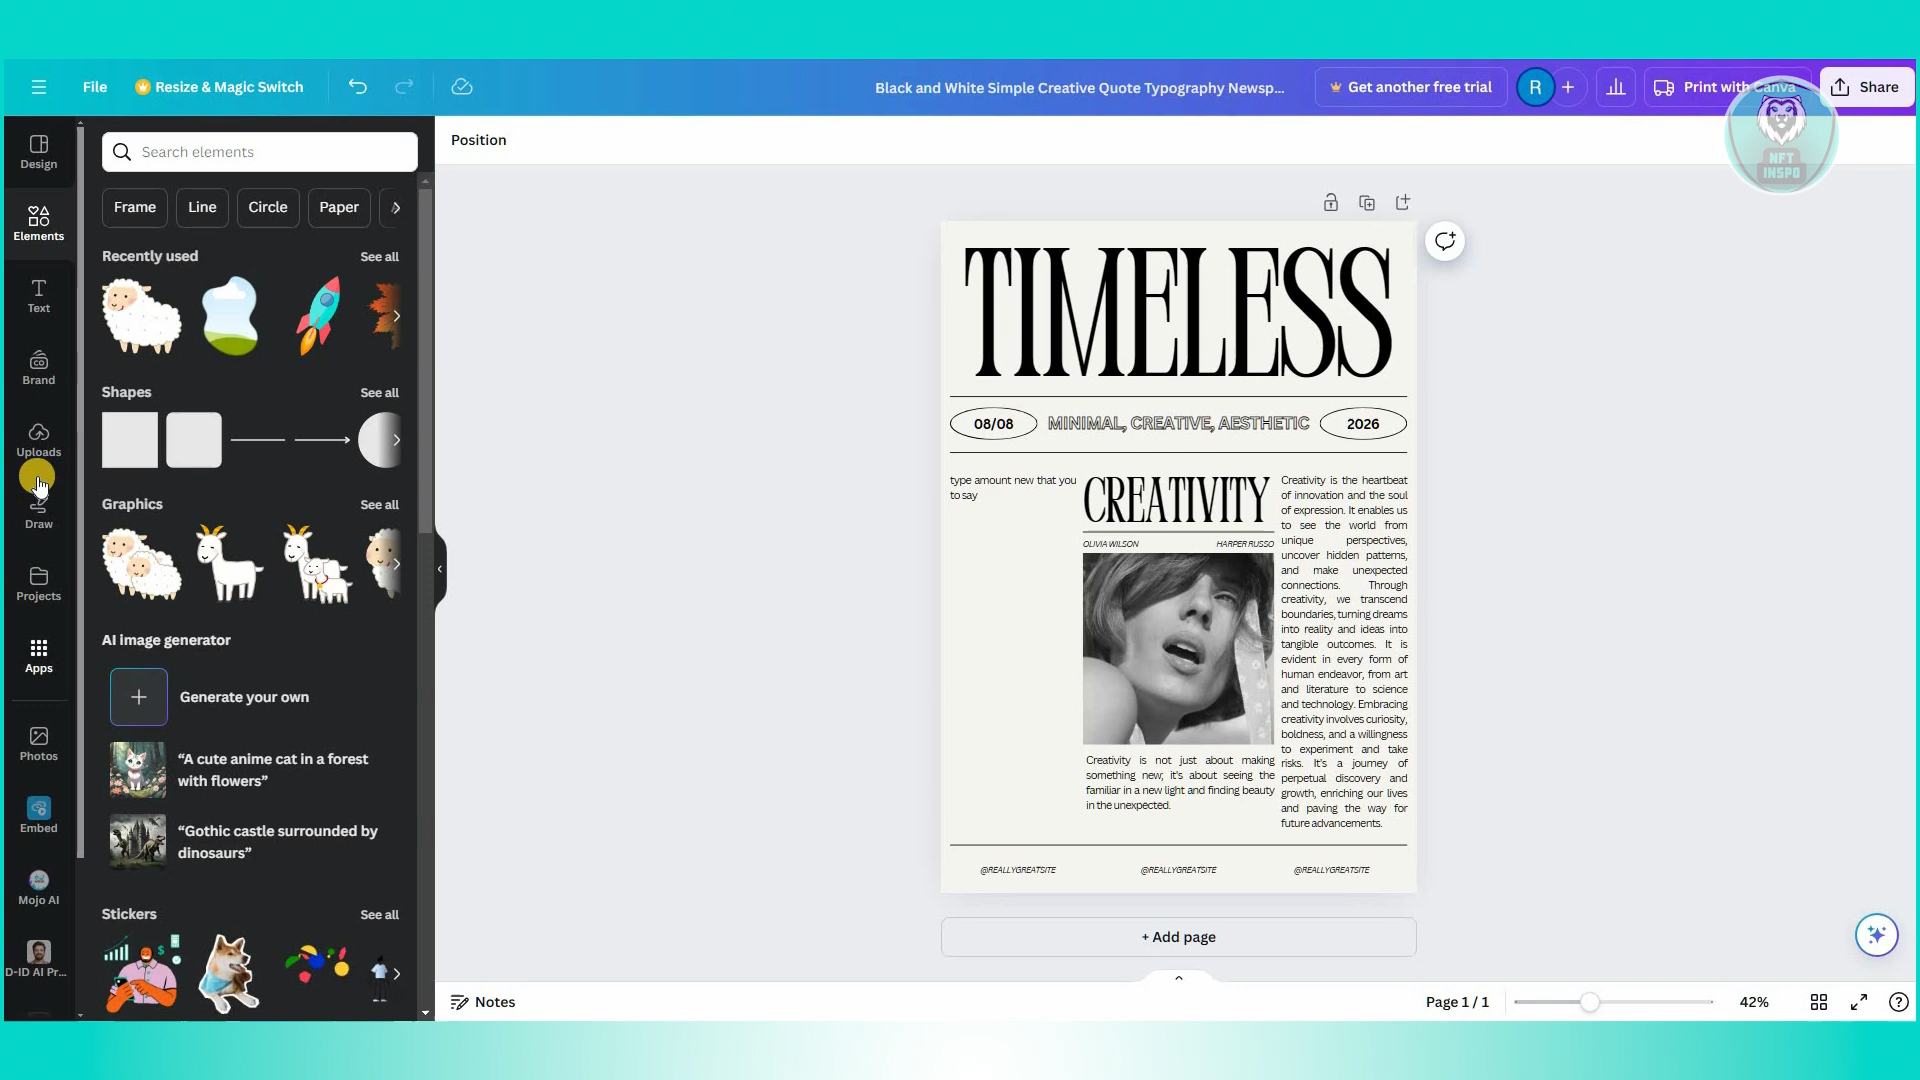 File
Resize & Magic Switch
Black and White Simple Creative Quote Typography Newsp...
Get another free trial
R
Print with Canva
Share
NFT
INSPO
Design
Elements
Text
Brand
Uploads
Draw
Projects
Apps
Photos
Embed
Mojo AI
D-ID AI Pr...
Search elements
Frame
Line
Circle
Paper
Recently used
See all
Shapes
See all
Graphics
See all
AI image generator
Generate your own
“A cute anime cat in a forest
with flowers”
“Gothic castle surrounded by
dinosaurs”
Stickers
See all
Position
TIMELESS
08/08
MINIMAL, CREATIVE, AESTHETIC
2026
type amount new that you
to say
CREATIVITY
OLIVIA WILSON
HARPER RUSSO
Creativity is not just about making
something new; it's about seeing the
familiar in a new light and finding beauty
in the unexpected.
Creativity is the heartbeat
of innovation and the soul
of expression. It enables us
to see the world from
unique perspectives,
uncover hidden patterns,
and make unexpected
connections. Through
creativity, we transcend
boundaries, turning dreams
into reality and ideas into
tangible outcomes. It is
evident in every form of
human endeavor, from art
and literature to science
and technology. Embracing
creativity involves curiosity,
boldness, and a willingness
to experiment and take
risks. It's a journey of
perpetual discovery and
growth, enriching our lives
and paving the way for
future advancements.
@REALLYGREATSITE
@REALLYGREATSITE
@REALLYGREATSITE
+ Add page
Notes
Page 1 / 1
42%